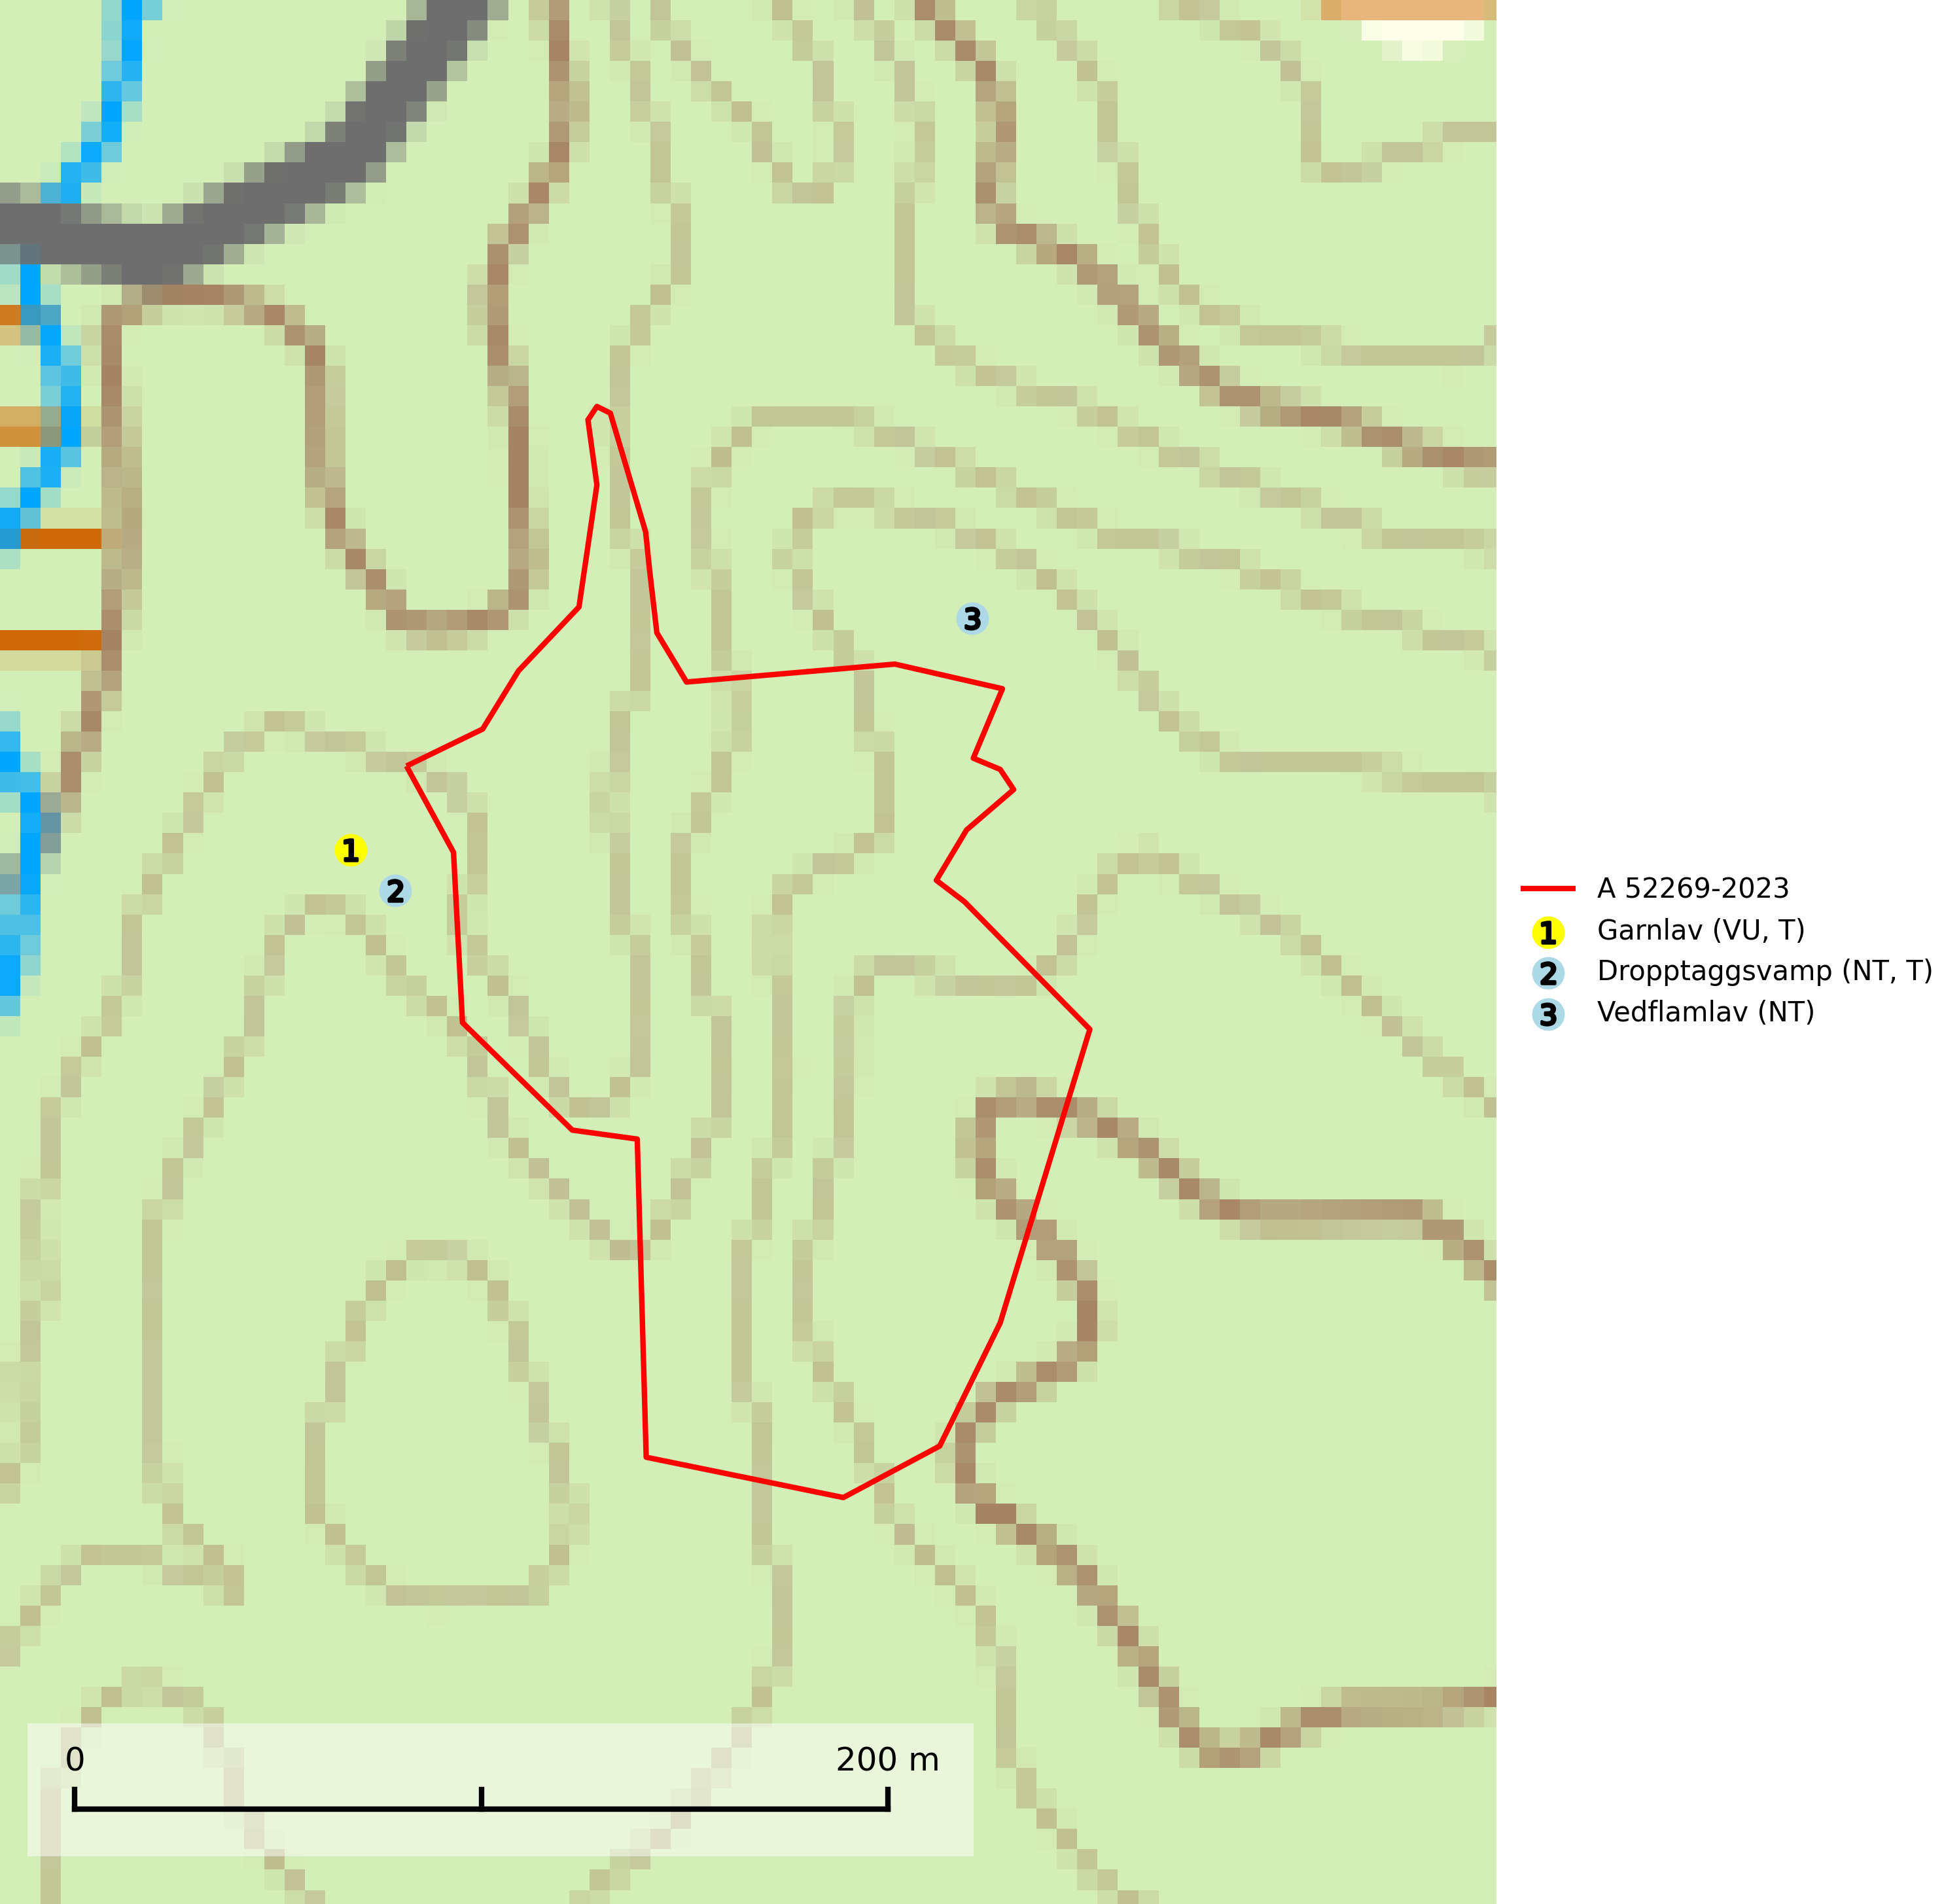 3
1
2
A 52269-2023
1 Garnlav (VU, T)
2 Dropptaggsvamp (NT, T)
3 Vedflamlav (NT)
0 200 m